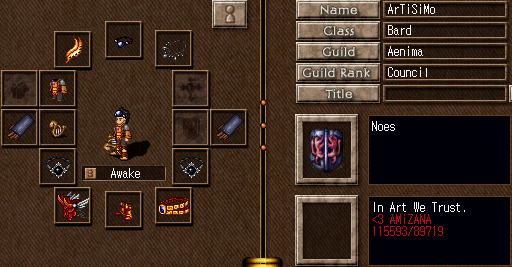 Name ArTiSiMo
Class Bard
Guild Aenima
Guild Rank Council
Title
Awake
Noes
In Art We Trust.
<3 AMiZANA
115593/89719